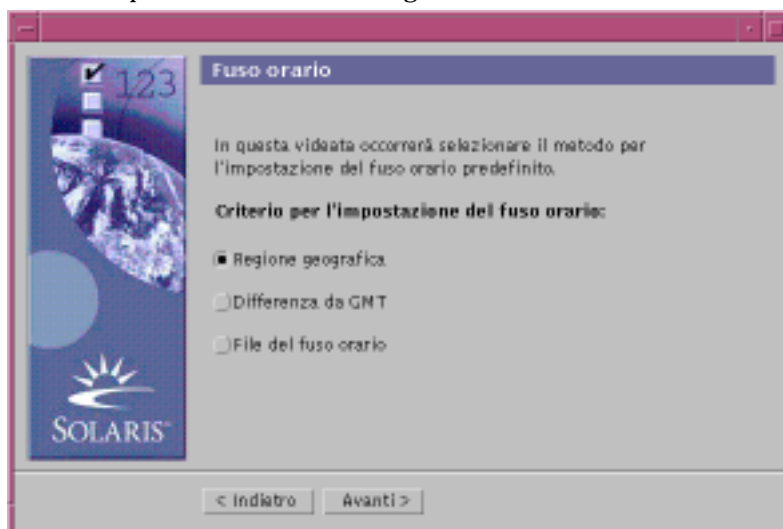 123
Fuso orario
In questa videata occorrerà selezionare il metodo per
l'impostazione del fuso orario predefinito.
Criterio per l'impostazione del fuso orario:
Regione geografica
Differenza da GMT
File del fuso orario
SOLARIS™
< Indietro
Avanti >